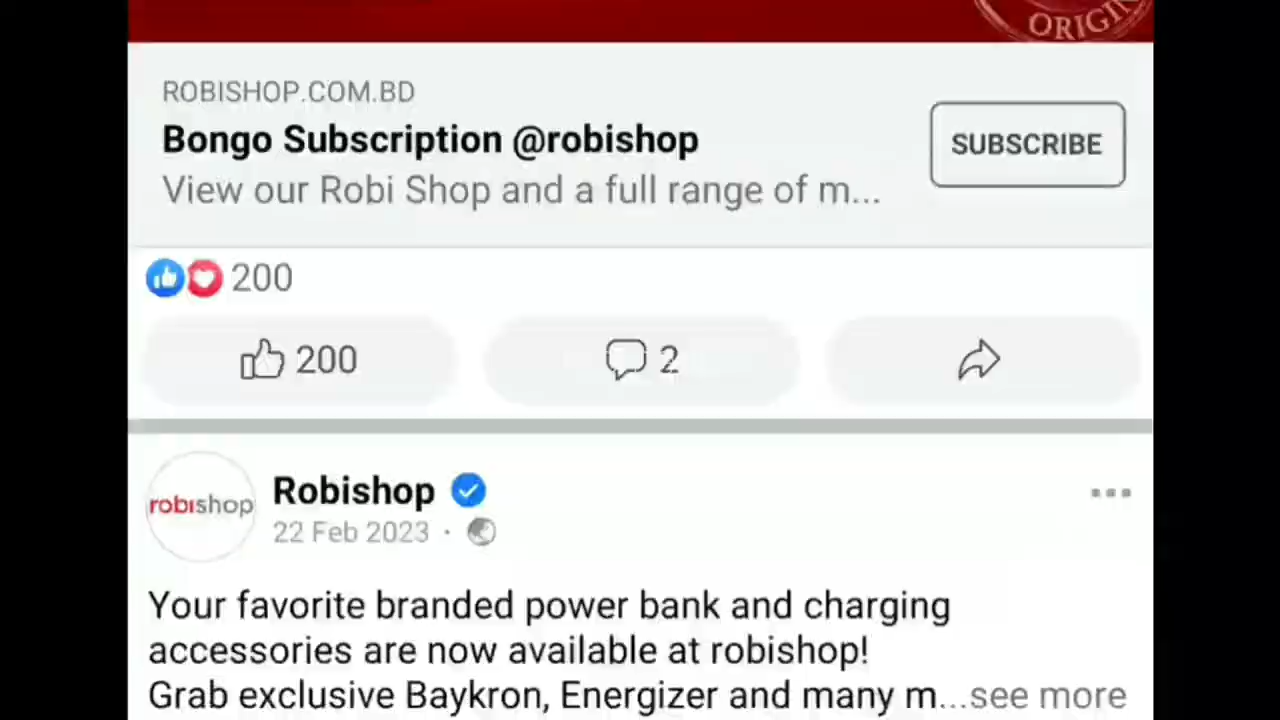 ORIGIN
ROBISHOP.COM.BD
Bongo Subscription @robishop
View our Robi Shop and a full range of m...
SUBSCRIBE
200
200
2
robishop
Robishop
22 Feb 2023 ·
Your favorite branded power bank and charging
accessories are now available at robishop!
Grab exclusive Baykron, Energizer and many m...see more